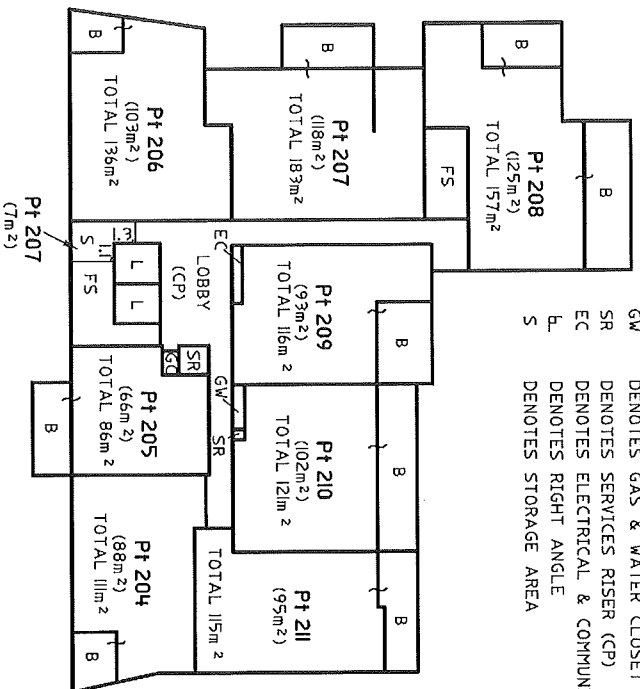 GW DENOTES GAS & WATER CLOSET
SR DENOTES SERVICES RISER (CP)
EC DENOTES ELECTRICAL & COMMUN
DENOTES RIGHT ANGLE
S DENOTES STORAGE AREA
B
B
Pt 208
(125m²)
TOTAL 157m²
FS
B
Pt 207
(118m²)
TOTAL 183m²
B
Pt 206
(103m²)
TOTAL 136m²
B
Pt 209
(93m²)
TOTAL 116m²
EC
LOBBY
(CP)
L
L
1.3
1.1
S
FS
Pt 207
(7m²)
B
Pt 210
(102m²)
TOTAL 121m²
GW
SR
SR
GC
Pt 205
(66m²)
TOTAL 86m²
B
B
Pt 211
(95m²)
TOTAL 115m²
Pt 204
(88m²)
TOTAL 111m²
B